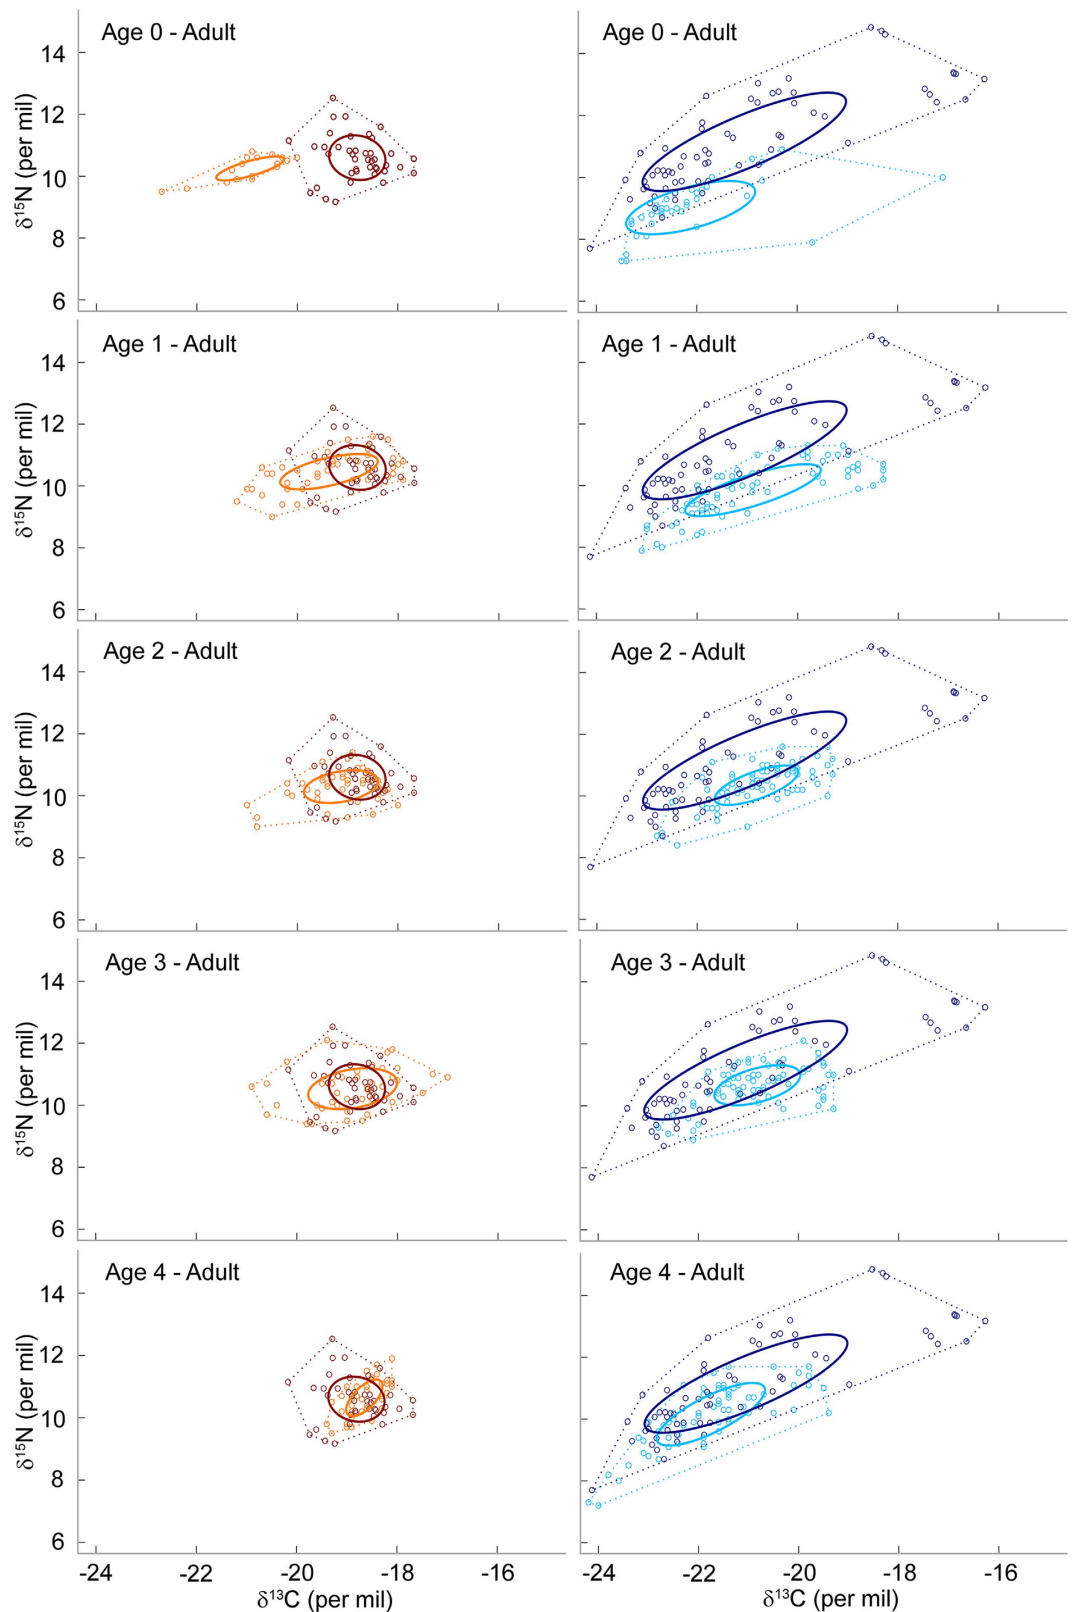 Age 0 - Adult
Age 0 - Adult
14
12
10
8
6
δ15N (per mil)
Age 1 - Adult
Age 1 - Adult
14
12
10
8
6
δ15N (per mil)
Age 2 - Adult
Age 2 - Adult
14
12
10
8
6
δ15N (per mil)
Age 3 - Adult
Age 3 - Adult
14
12
10
8
6
δ15N (per mil)
Age 4 - Adult
Age 4 - Adult
14
12
10
8
6
δ15N (per mil)
-24 -22 -20 -18 -16
-24 -22 -20 -18 -16
δ13C (per mil)
δ13C (per mil)